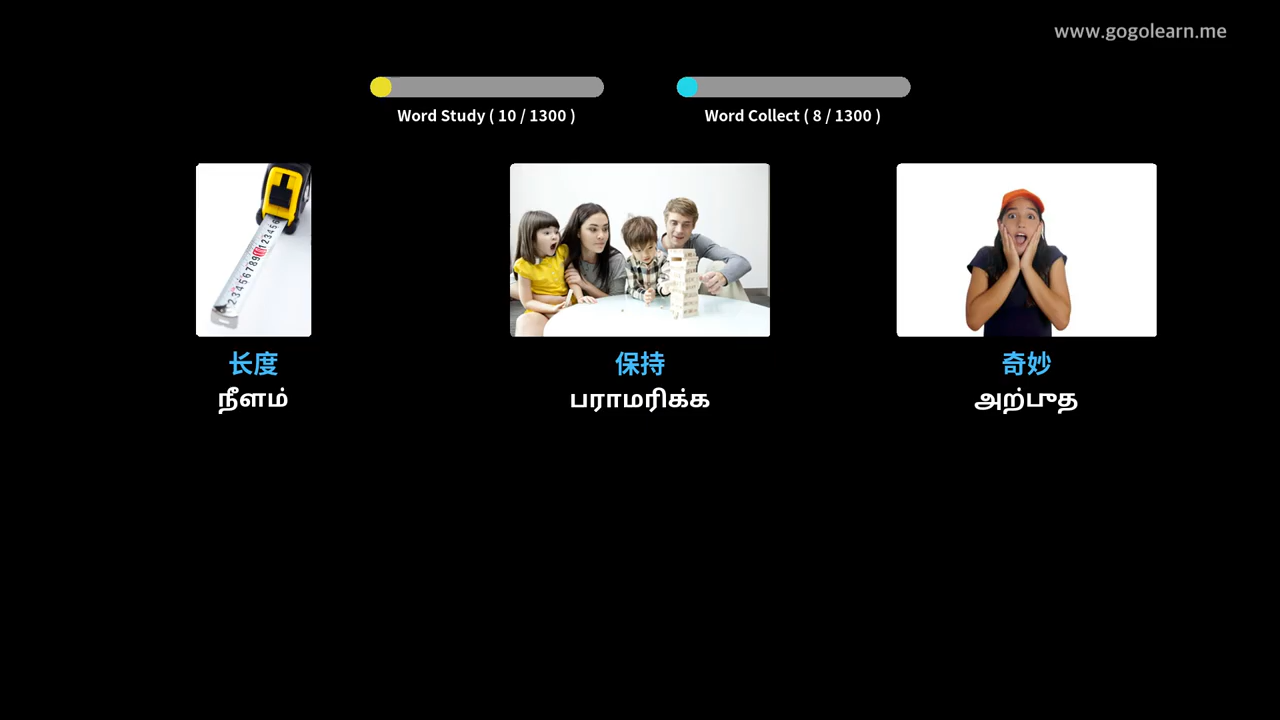 www.gogolearn.me
Word Study ( 10 / 1300 )
Word Collect ( 8 / 1300 )
长度
நீளம்
保持
பராமரிக்க
奇妙
அற்புத